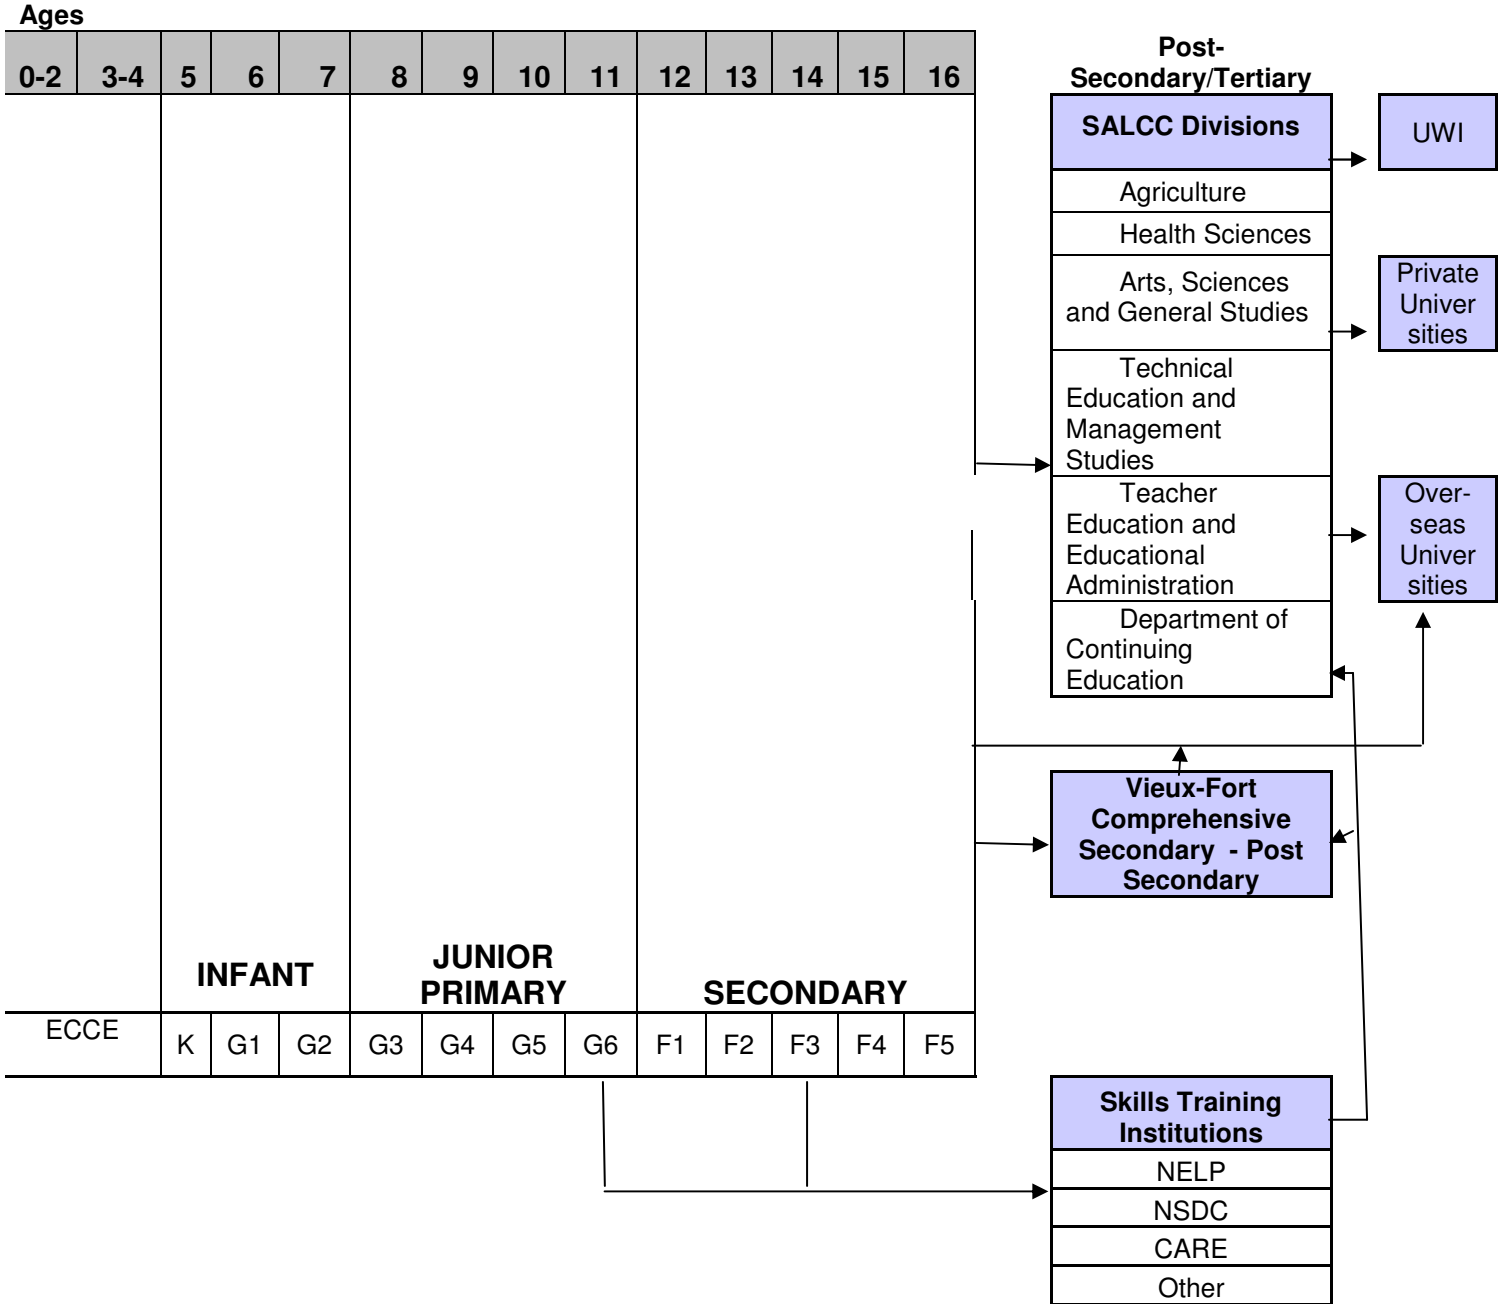 Ages
0-2 3-4 5 6 7 8 9 10 11 12 13 14 15 16
Post-
Secondary/Tertiary
SALCC Divisions
UWI
Agriculture
Health Sciences
Arts, Sciences
and General Studies
Private
Univer
sities
Technical
Education and
Management
Studies
Teacher
Education and
Educational
Administration
Over-
seas
Univer
sities
Department of
Continuing
Education
Vieux-Fort
Comprehensive
Secondary - Post
Secondary
INFANT
JUNIOR
PRIMARY
SECONDARY
ECCE K G1 G2 G3 G4 G5 G6 F1 F2 F3 F4 F5
Skills Training
Institutions
NELP
NSDC
CARE
Other